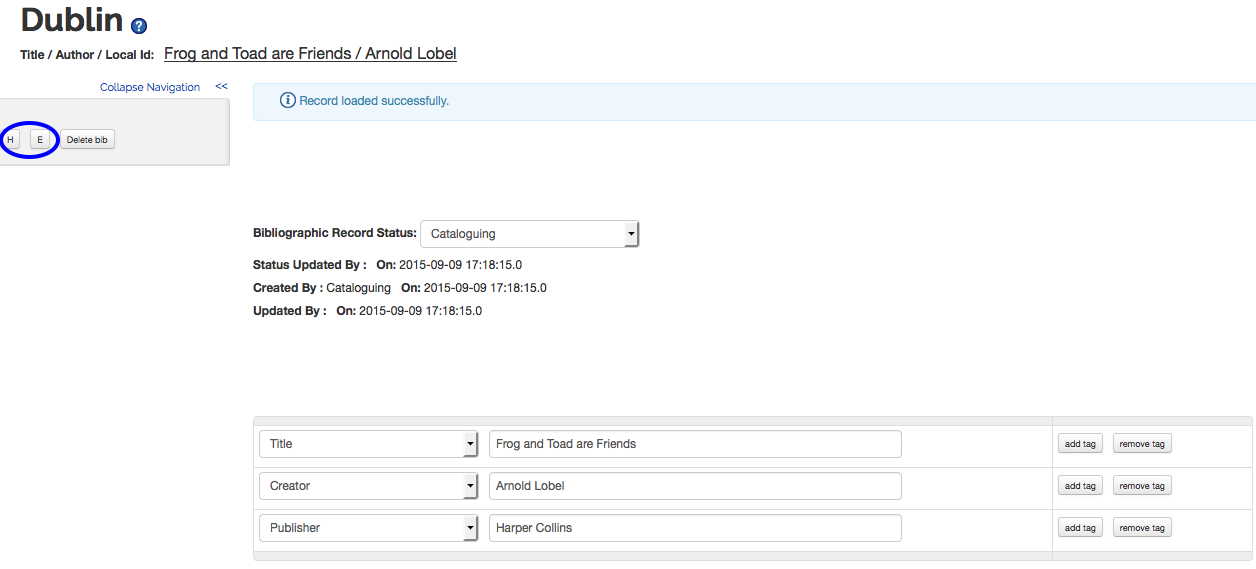 Dublin ?
Title / Author / Local Id: Frog and Toad are Friends / Arnold Lobel
Collapse Navigation <<
i Record loaded successfully.
H E Delete bib
Bibliographic Record Status: Cataloguing
Status Updated By : On: 2015-09-09 17:18:15.0
Created By : Cataloguing On: 2015-09-09 17:18:15.0
Updated By : On: 2015-09-09 17:18:15.0
Title Frog and Toad are Friends add tag remove tag
Creator Arnold Lobel add tag remove tag
Publisher Harper Collins add tag remove tag